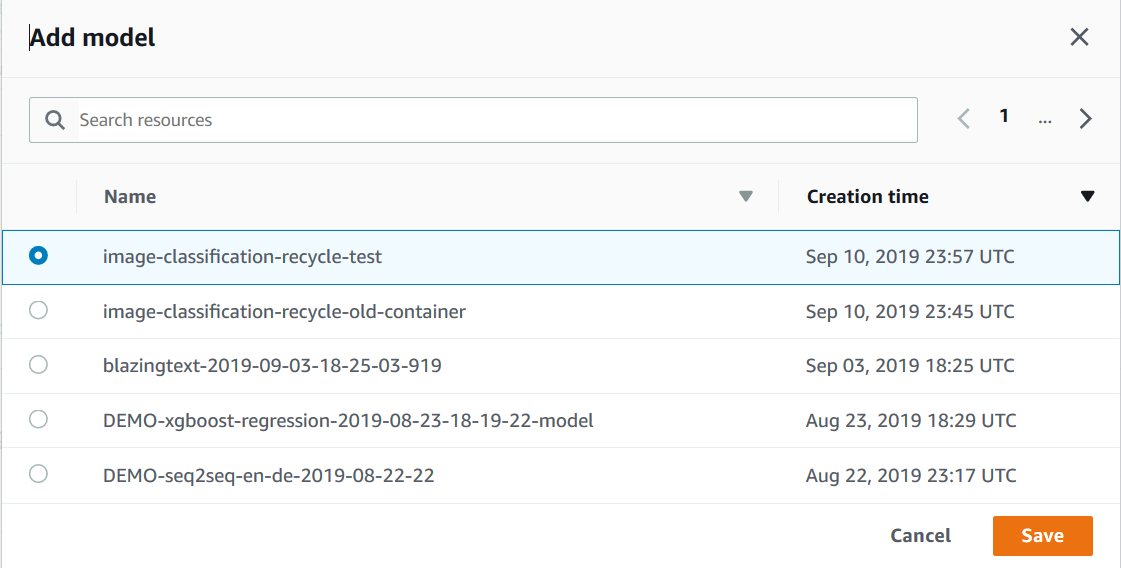 Add model
Search resources
1 ...
Name Creation time
image-classification-recycle-test Sep 10, 2019 23:57 UTC
image-classification-recycle-old-container Sep 10, 2019 23:45 UTC
blazingtext-2019-09-03-18-25-03-919 Sep 03, 2019 18:25 UTC
DEMO-xgboost-regression-2019-08-23-18-19-22-model Aug 23, 2019 18:29 UTC
DEMO-seq2seq-en-de-2019-08-22-22 Aug 22, 2019 23:17 UTC
Cancel Save